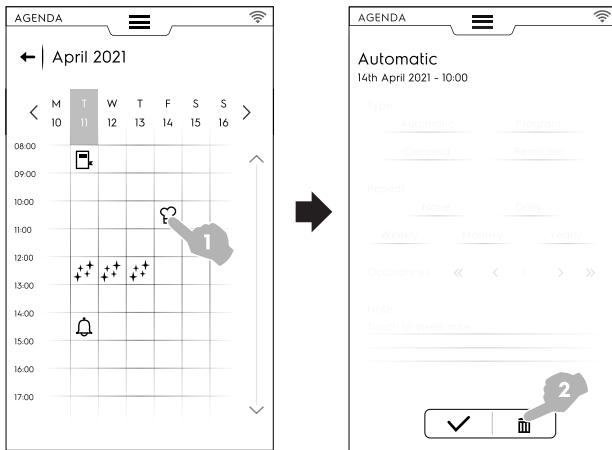 AGENDA
April 2021
M T W T F S S
10 11 12 13 14 15 16
08:00
09:00
10:00
11:00
12:00
13:00
14:00
15:00
16:00
17:00
1
AGENDA
Automatic
14th April 2021 - 10:00
Type
Automatic Program
Cleaning Reminder
Repeat
None Daily
Weekly Monthly Yearly
Note
2